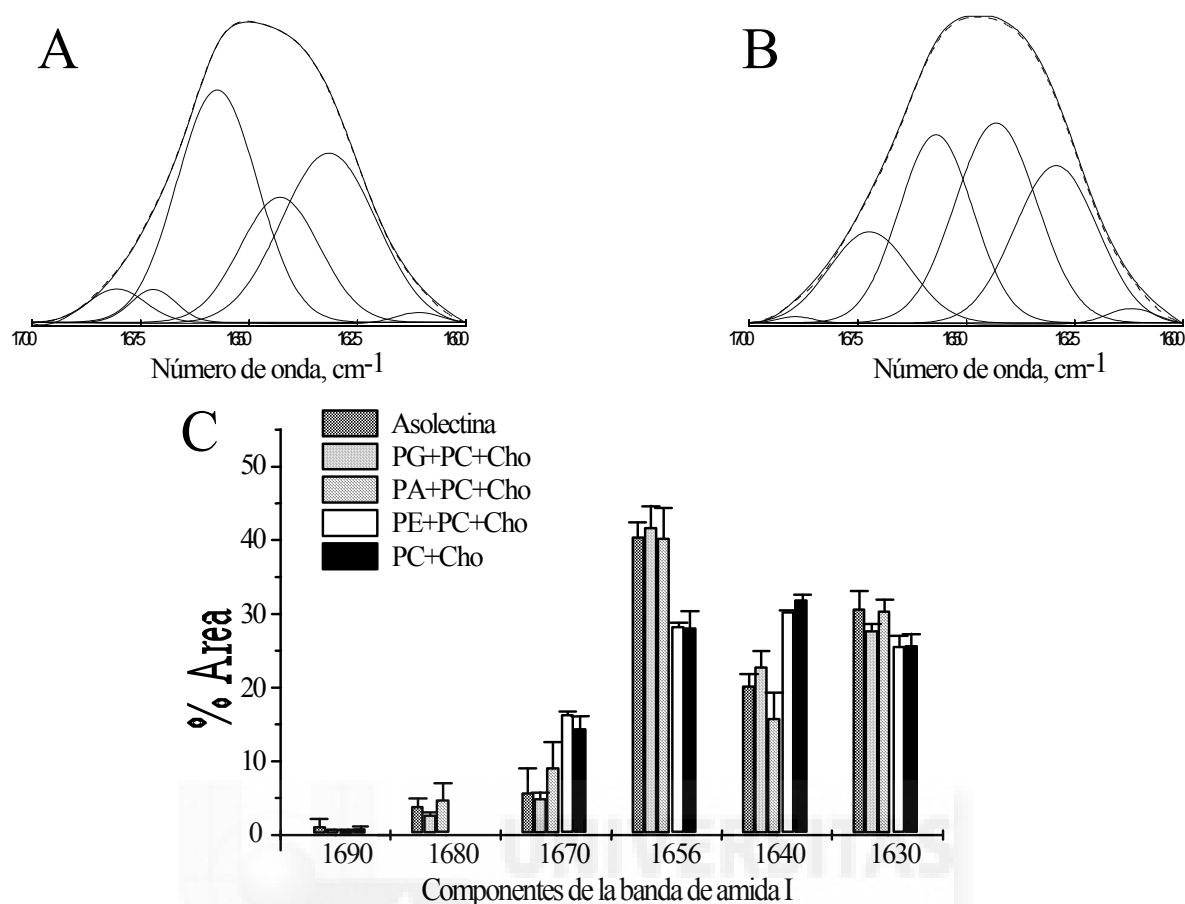 A
B
1700
1675
1650
1625
1600
Número de onda, cm-1
1700
1675
1650
1625
1600
Número de onda, cm-1
C
Asolectina
PG+PC+Cho
PA+PC+Cho
PE+PC+Cho
PC+Cho
% Area
50
40
30
20
10
0
1690
1680
1670
1656
1640
1630
Componentes de la banda de amida I
UNIVERSITAS